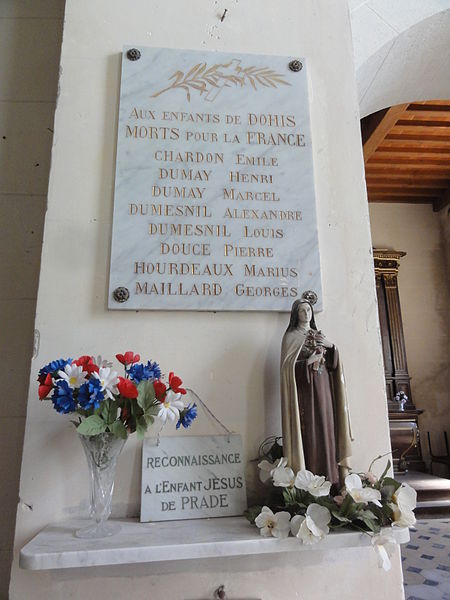 AUX ENFANTS DE DOHIS
MORTS POUR LA FRANCE
CHARDON EMILE
DUMAY HENRI
DUMAY MARCEL
DUMESNIL ALEXANDRE
DUMESNIL LOUIS
DOUCE PIERRE
HOURDEAUX MARIUS
MAILLARD GEORGES
RECONNAISSANCE
A L'ENFANT JÈSUS
DE PRADE